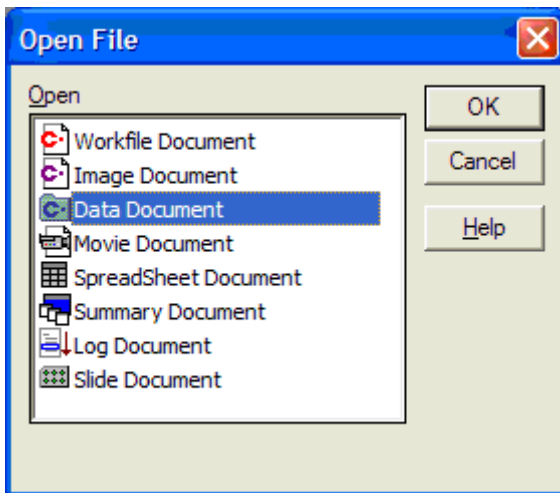 Open File
Open
OK
Workfile Document
Image Document
Cancel
Data Document
Help
Movie Document
SpreadSheet Document
Summary Document
Log Document
Slide Document